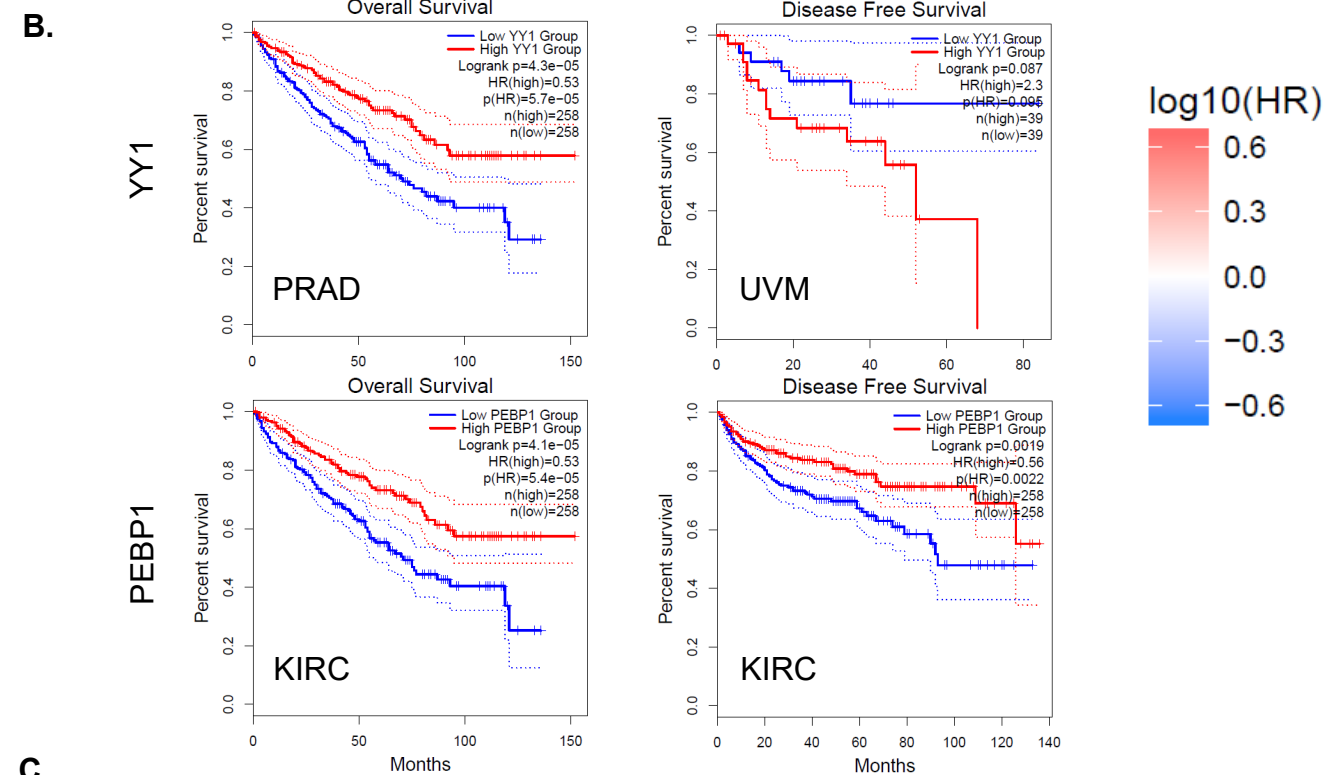 B.
YY1
Overall Survival
Low YY1 Group
High YY1 Group
Logrank p=4.3e−05
HR(high)=0.53
p(HR)=5.7e−05
n(high)=258
n(low)=258
Percent survival
0.0
0.2
0.4
0.6
0.8
1.0
PRAD
0
50
100
150
Disease Free Survival
Low YY1 Group
High YY1 Group
Logrank p=0.087
HR(high)=2.3
p(HR)=0.095
n(high)=39
n(low)=39
Percent survival
0.0
0.2
0.4
0.6
0.8
1.0
UVM
0
20
40
60
80
log10(HR)
0.6
0.3
0.0
−0.3
−0.6
PEBP1
Overall Survival
Low PEBP1 Group
High PEBP1 Group
Logrank p=4.1e−05
HR(high)=0.53
p(HR)=5.4e−05
n(high)=258
n(low)=258
Percent survival
0.0
0.2
0.4
0.6
0.8
1.0
KIRC
0
50
100
150
Months
Disease Free Survival
Low PEBP1 Group
High PEBP1 Group
Logrank p=0.0019
HR(high)=0.56
p(HR)=0.0022
n(high)=258
n(low)=258
Percent survival
0.0
0.2
0.4
0.6
0.8
1.0
KIRC
0
20
40
60
80
100
120
140
Months
C